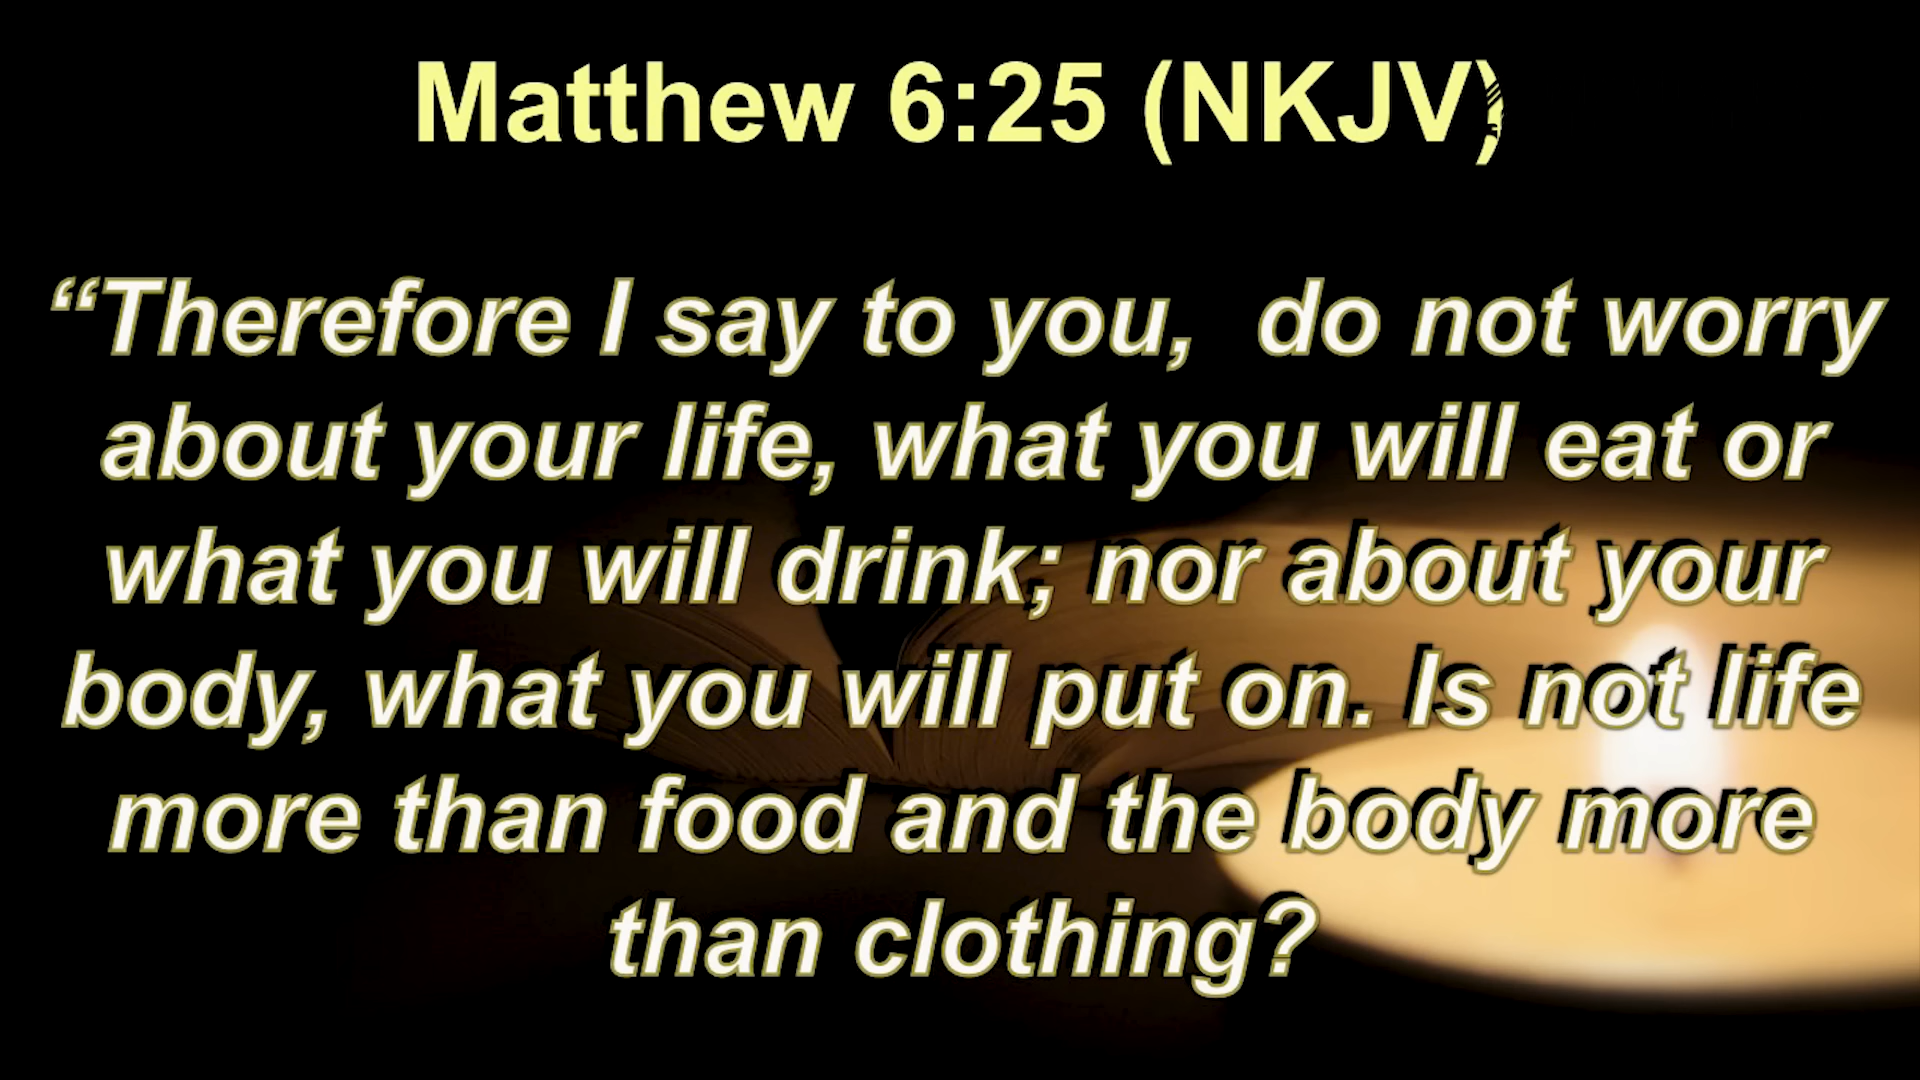 Matthew 6:25 (NKJV)
“Therefore I say to you,  do not worry
about your life, what you will eat or
what you will drink; nor about your
body, what you will put on. Is not life
more than food and the body more
than clothing?